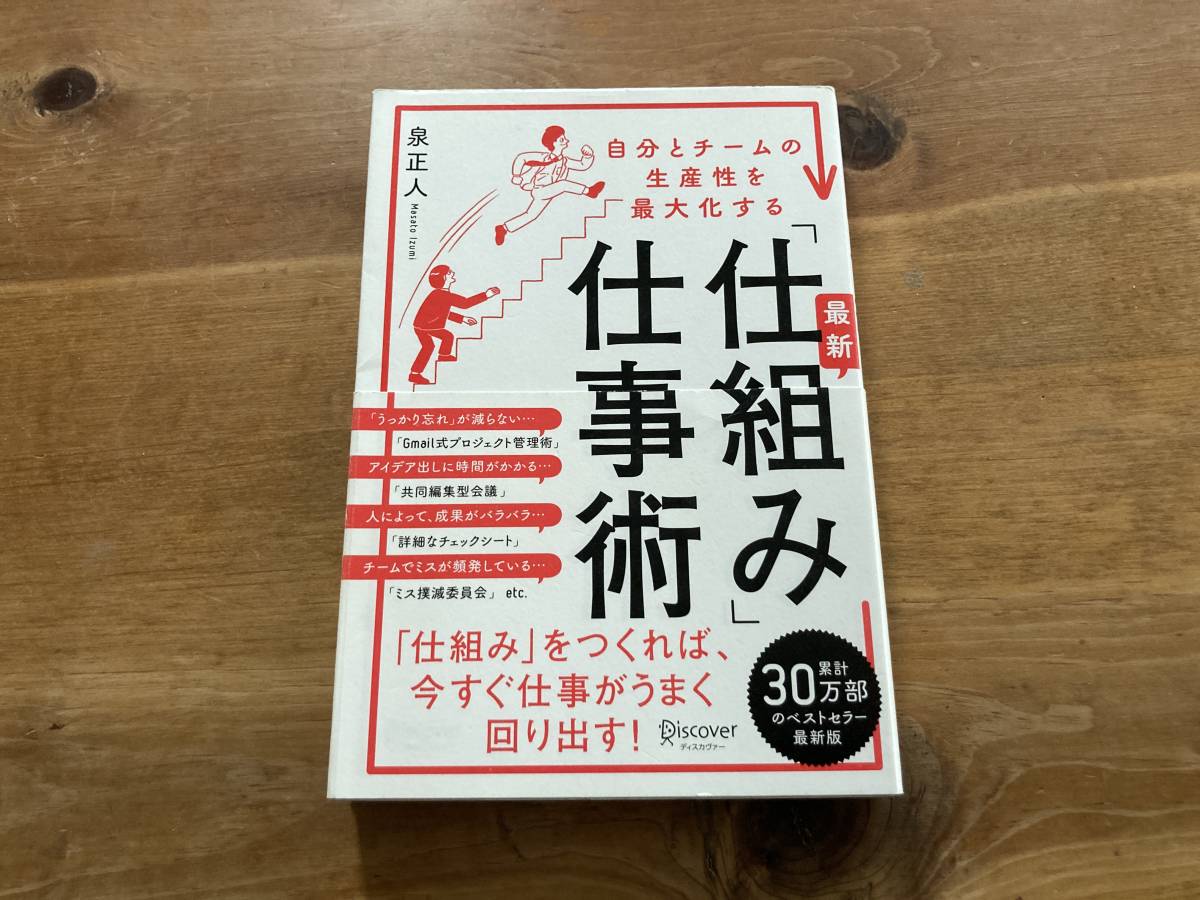 自分とチームの
生産性を
最大化する
最新
「仕組み」
仕事術
泉正人
Masato Izumi
「うっかり忘れ」が減らない…
「Gmail式プロジェクト管理術」
アイデア出しに時間がかかる…
「共同編集型会議」
人によって、成果がバラバラ…
「詳細なチェックシート」
チームでミスが頻発している…
「ミス撲滅委員会」 etc.
「仕組み」をつくれば、
今すぐ仕事がうまく
回り出す!
Discover
ディスカヴァー
累計
30万部
のベストセラー
最新版